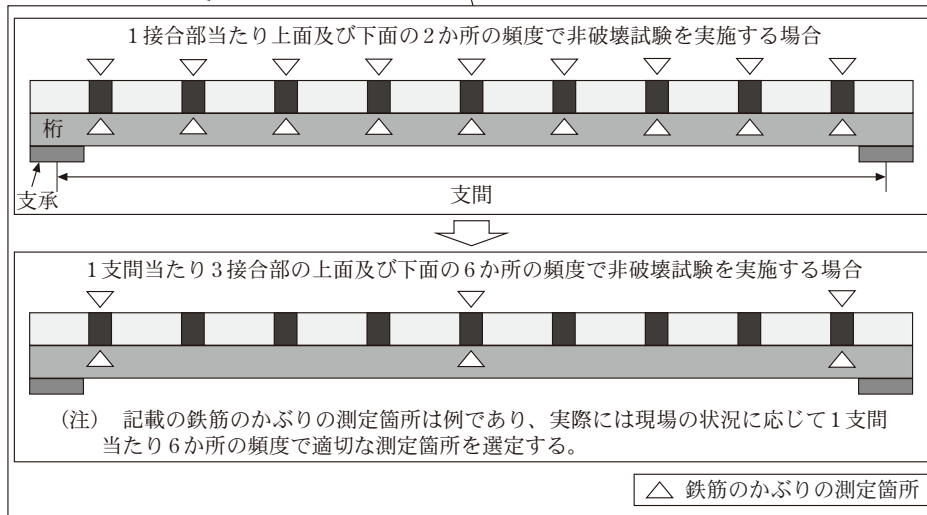 1接合部当たり上面及び下面の2か所の頻度で非破壊試験を実施する場合
桁
支承
支間
1支間当たり3接合部の上面及び下面の6か所の頻度で非破壊試験を実施する場合
(注) 記載の鉄筋のかぶりの測定箇所は例であり、実際には現場の状況に応じて1支間
当たり6か所の頻度で適切な測定箇所を選定する。
△ 鉄筋のかぶりの測定箇所